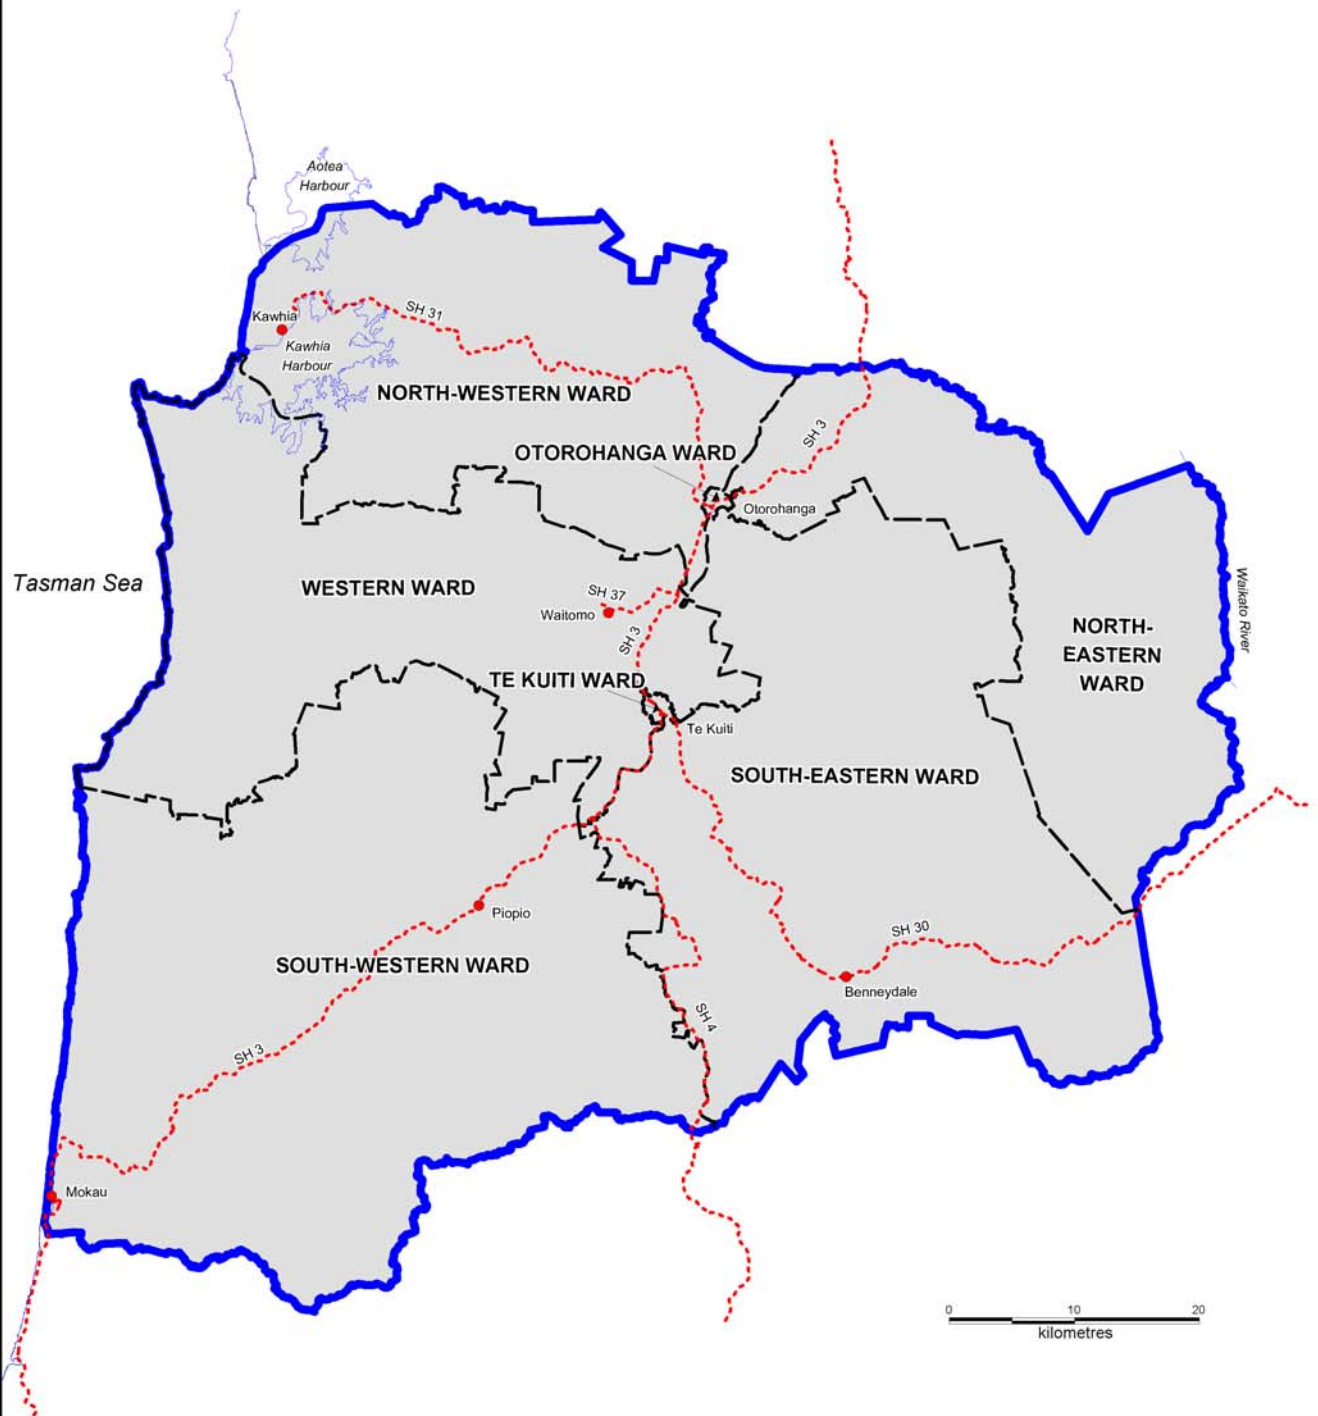 Aotea
Harbour
SH 31
Kawhia
Kawhia
Harbour
NORTH-WESTERN WARD
SH 3
OTOROHANGA WARD
Otorohanga
Tasman Sea
WESTERN WARD
SH 37
Waitomo
SH 3
Waikato River
NORTH-
EASTERN
WARD
TE KUITI WARD
Te Kuiti
SOUTH-EASTERN WARD
Piopio
SH 30
SOUTH-WESTERN WARD
Benneydale
SH 4
SH 3
Mokau
0 10 20
kilometres